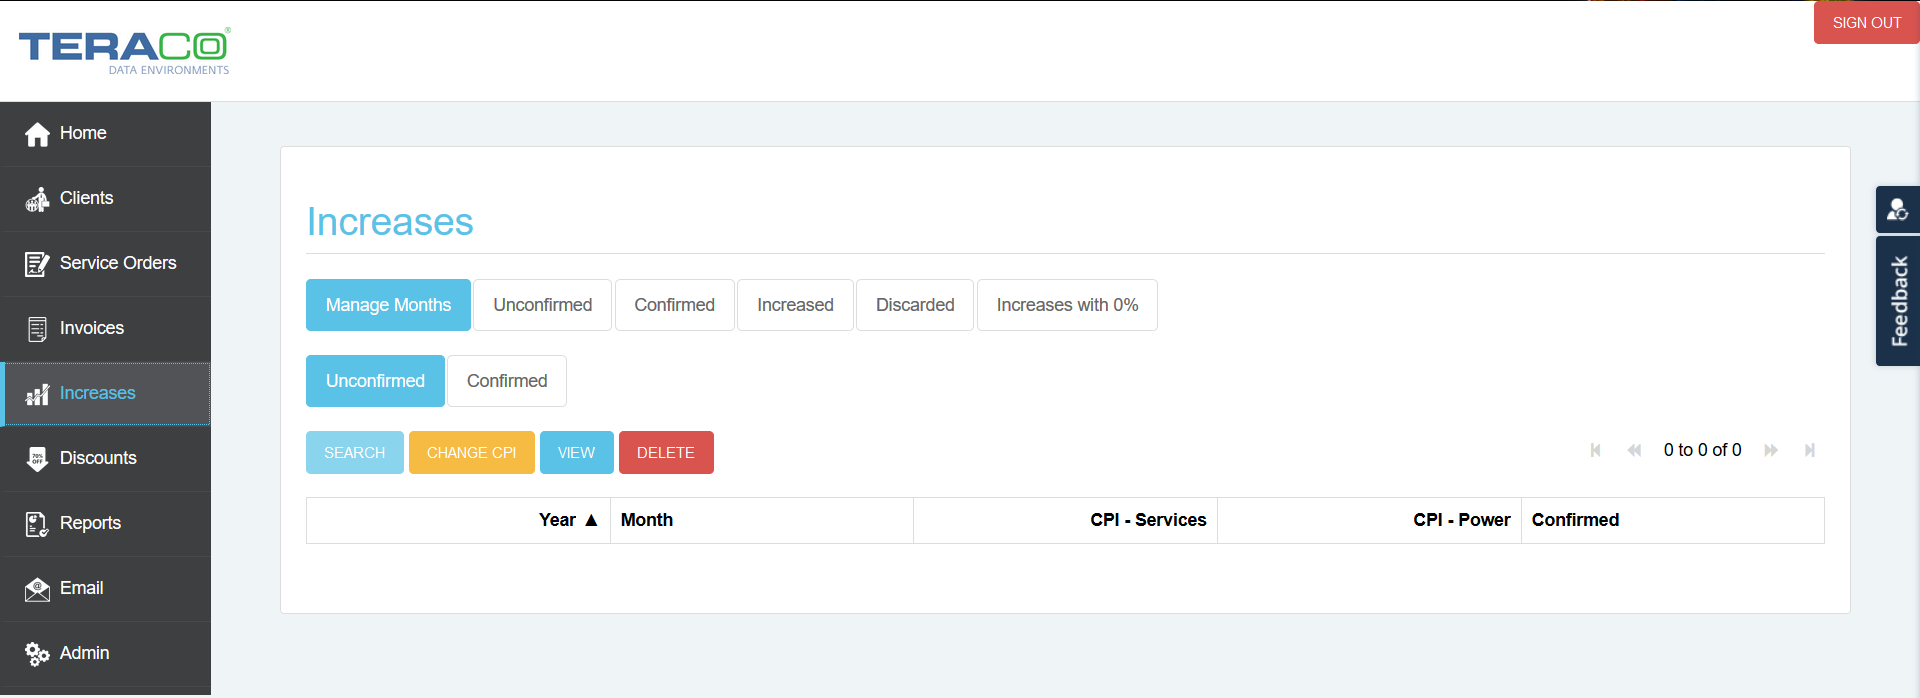 SIGN OUT
TERACO®
DATA ENVIRONMENTS
Home
Clients
Service Orders
Invoices
Increases
Discounts
Reports
Email
Admin
Increases
Manage Months Unconfirmed Confirmed Increased Discarded Increases with 0%
Unconfirmed Confirmed
SEARCH CHANGE CPI VIEW DELETE 0 to 0 of 0
Year ▲ Month CPI - Services CPI - Power Confirmed
Feedback
70%
OFF